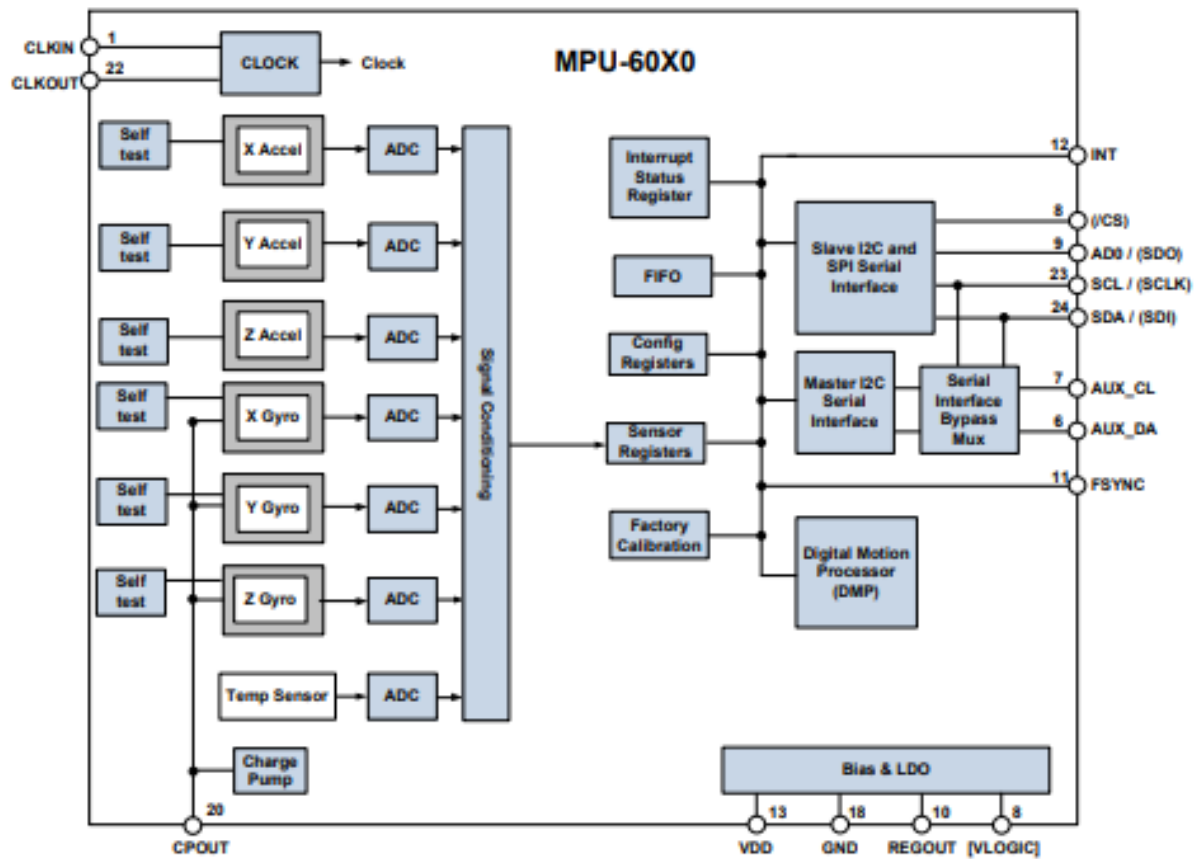 MPU-60X0
CLKIN
1
CLKOUT
22
CLOCK
Clock
Self
test
X Accel
ADC
Self
test
Y Accel
ADC
Self
test
Z Accel
ADC
Self
test
X Gyro
ADC
Self
test
Y Gyro
ADC
Self
test
Z Gyro
ADC
Temp Sensor
ADC
Charge
Pump
20
CPOUT
Signal Conditioning
Interrupt
Status
Register
FIFO
Config
Registers
Sensor
Registers
Factory
Calibration
Slave I2C and
SPI Serial
Interface
Master I2C
Serial
Interface
Serial
Interface
Bypass
Mux
Digital Motion
Processor
(DMP)
12
INT
8
(/CS)
9
AD0 / (SDO)
23
SCL / (SCLK)
24
SDA / (SDI)
7
AUX_CL
6
AUX_DA
11
FSYNC
Bias & LDO
13
18
10
8
VDD
GND
REGOUT
[VLOGIC]